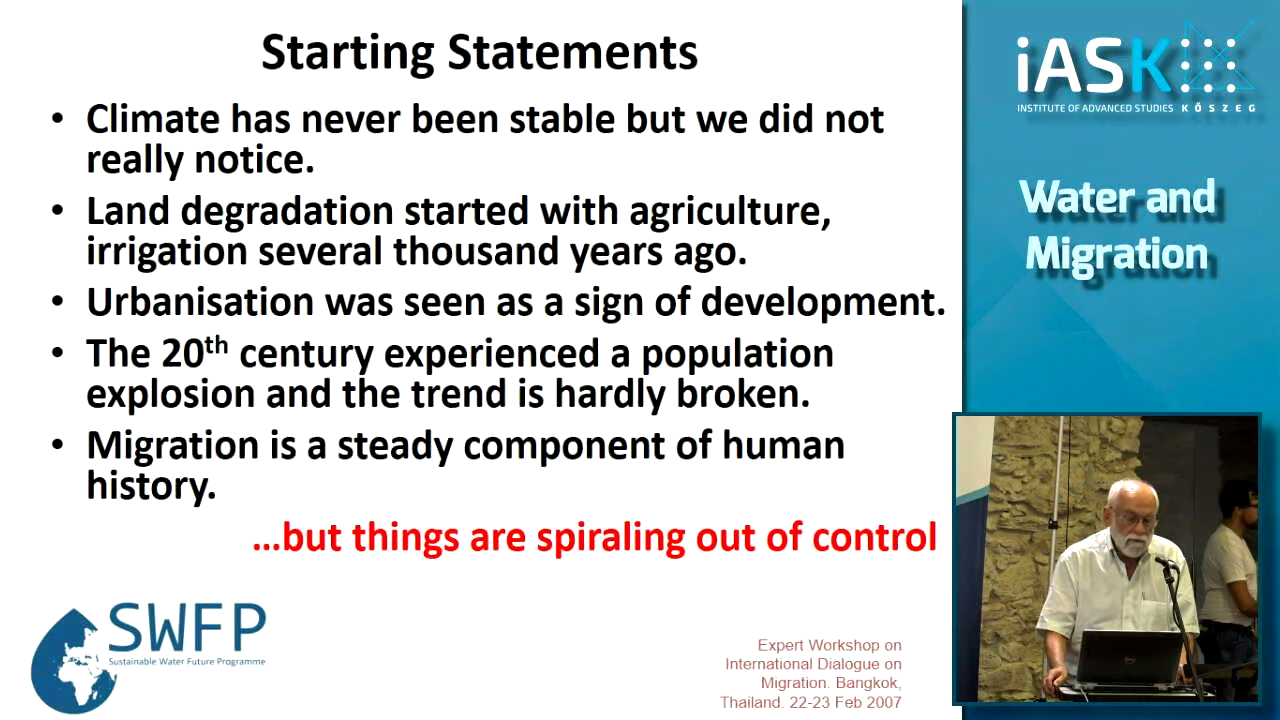 Starting Statements
• Climate has never been stable but we did not
really notice.
• Land degradation started with agriculture,
irrigation several thousand years ago.
• Urbanisation was seen as a sign of development.
• The 20th century experienced a population
explosion and the trend is hardly broken.
• Migration is a steady component of human
history.
...but things are spiraling out of control
SWFP
Sustainable Water Future Programme
Expert Workshop on
International Dialogue on
Migration. Bangkok,
Thailand. 22-23 Feb 2007
iASK
INSTITUTE OF ADVANCED STUDIES KŐSZEG
Water and
Migration